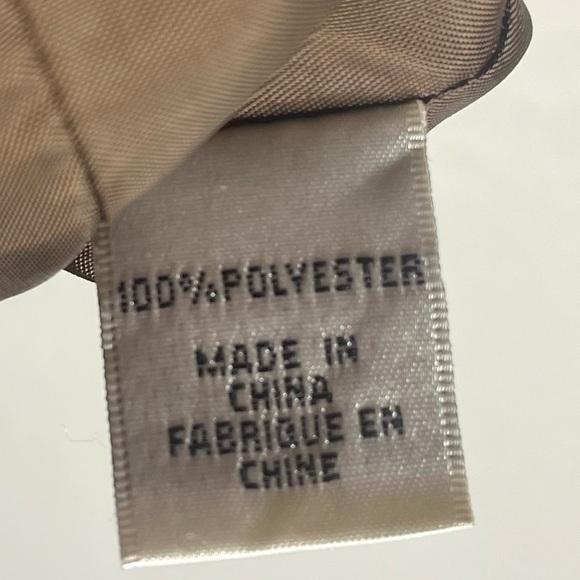 100%POLYESTER
MADE IN
CHINA
FABRIQUE EN
CHINE